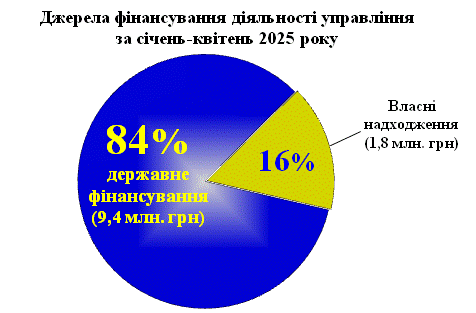 Джерела фінансування діяльності управління
за січень-квітень 2025 року
84%
державне
фінансування
(9,4 млн. грн)
16%
Власні
надходження
(1,8 млн. грн)